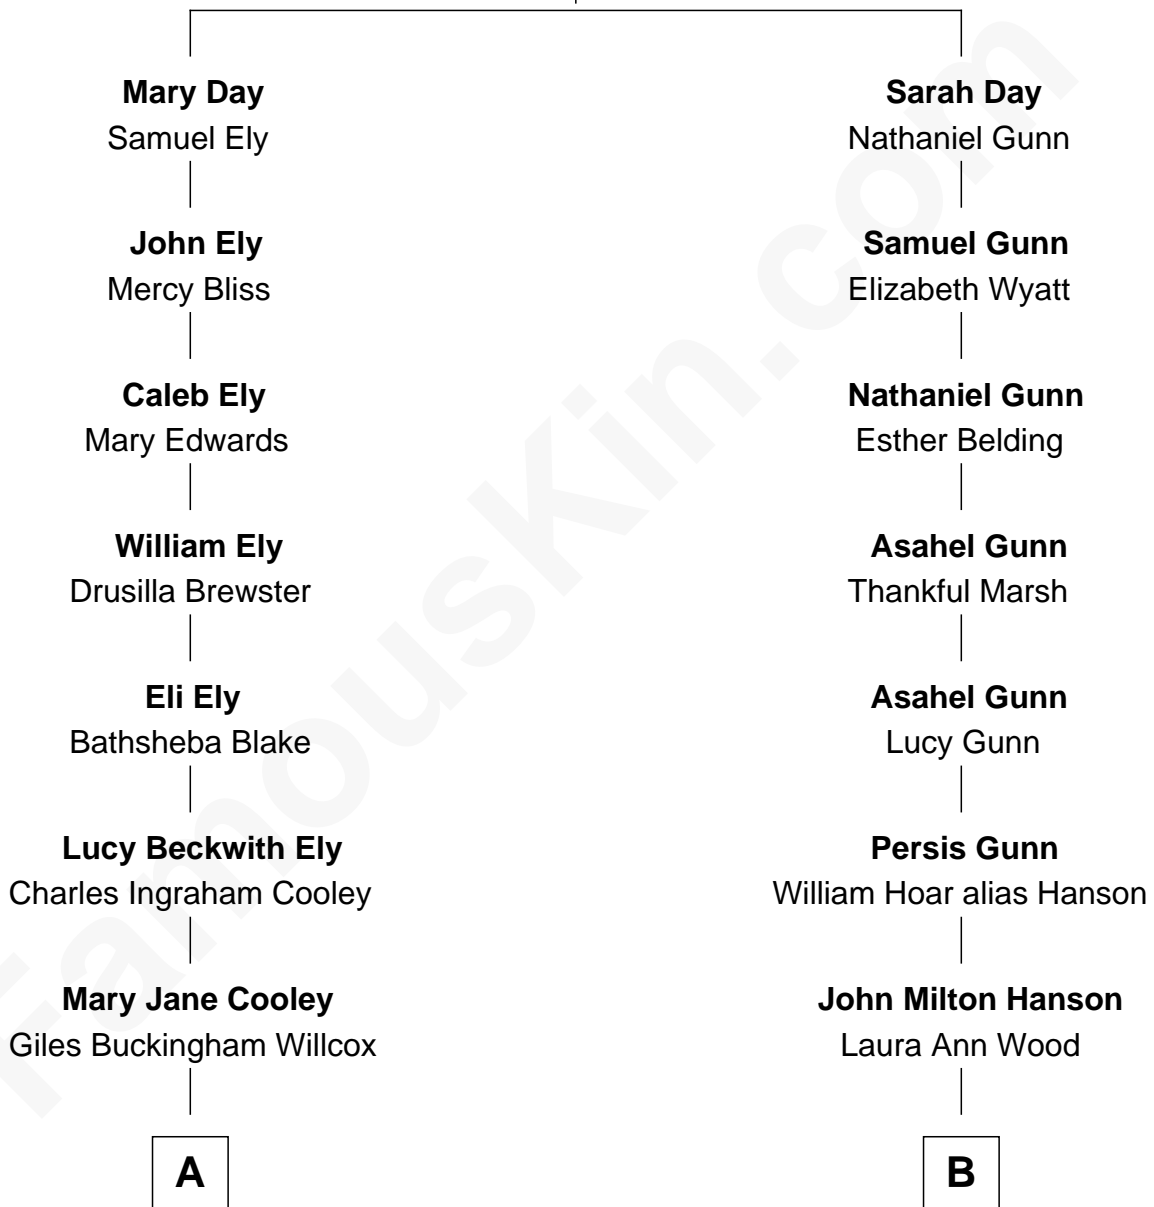 Mary Day
Samuel Ely
Sarah Day
Nathaniel Gunn
John Ely
Mercy Bliss
Samuel Gunn
Elizabeth Wyatt
Caleb Ely
Mary Edwards
Nathaniel Gunn
Esther Belding
William Ely
Drusilla Brewster
Asahel Gunn
Thankful Marsh
Eli Ely
Bathsheba Blake
Asahel Gunn
Lucy Gunn
Lucy Beckwith Ely
Charles Ingraham Cooley
Persis Gunn
William Hoar alias Hanson
Mary Jane Cooley
Giles Buckingham Willcox
John Milton Hanson
Laura Ann Wood
A
B
FamousKin.com